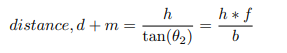 distance, d + m = h / tan(θ₂) = h * f / b